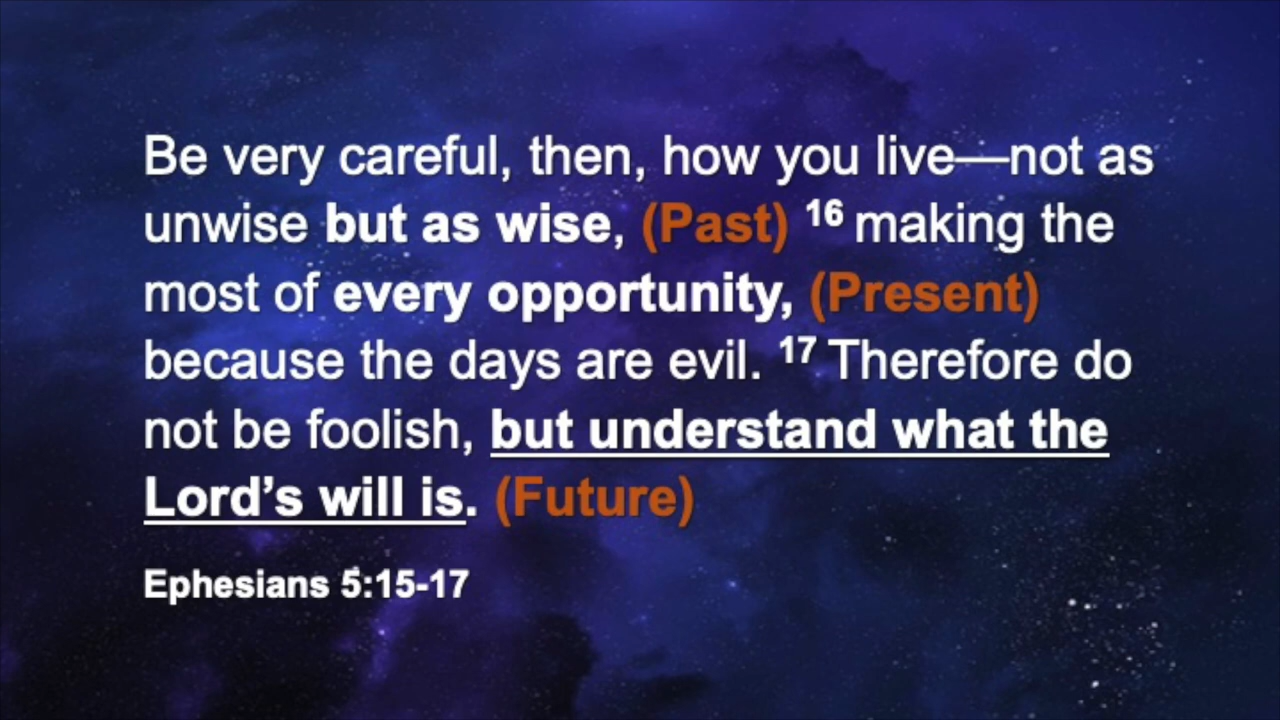 Be very careful, then, how you live—not as
unwise but as wise, (Past) 16 making the
most of every opportunity, (Present)
because the days are evil. 17 Therefore do
not be foolish, but understand what the
Lord’s will is. (Future)
Ephesians 5:15-17